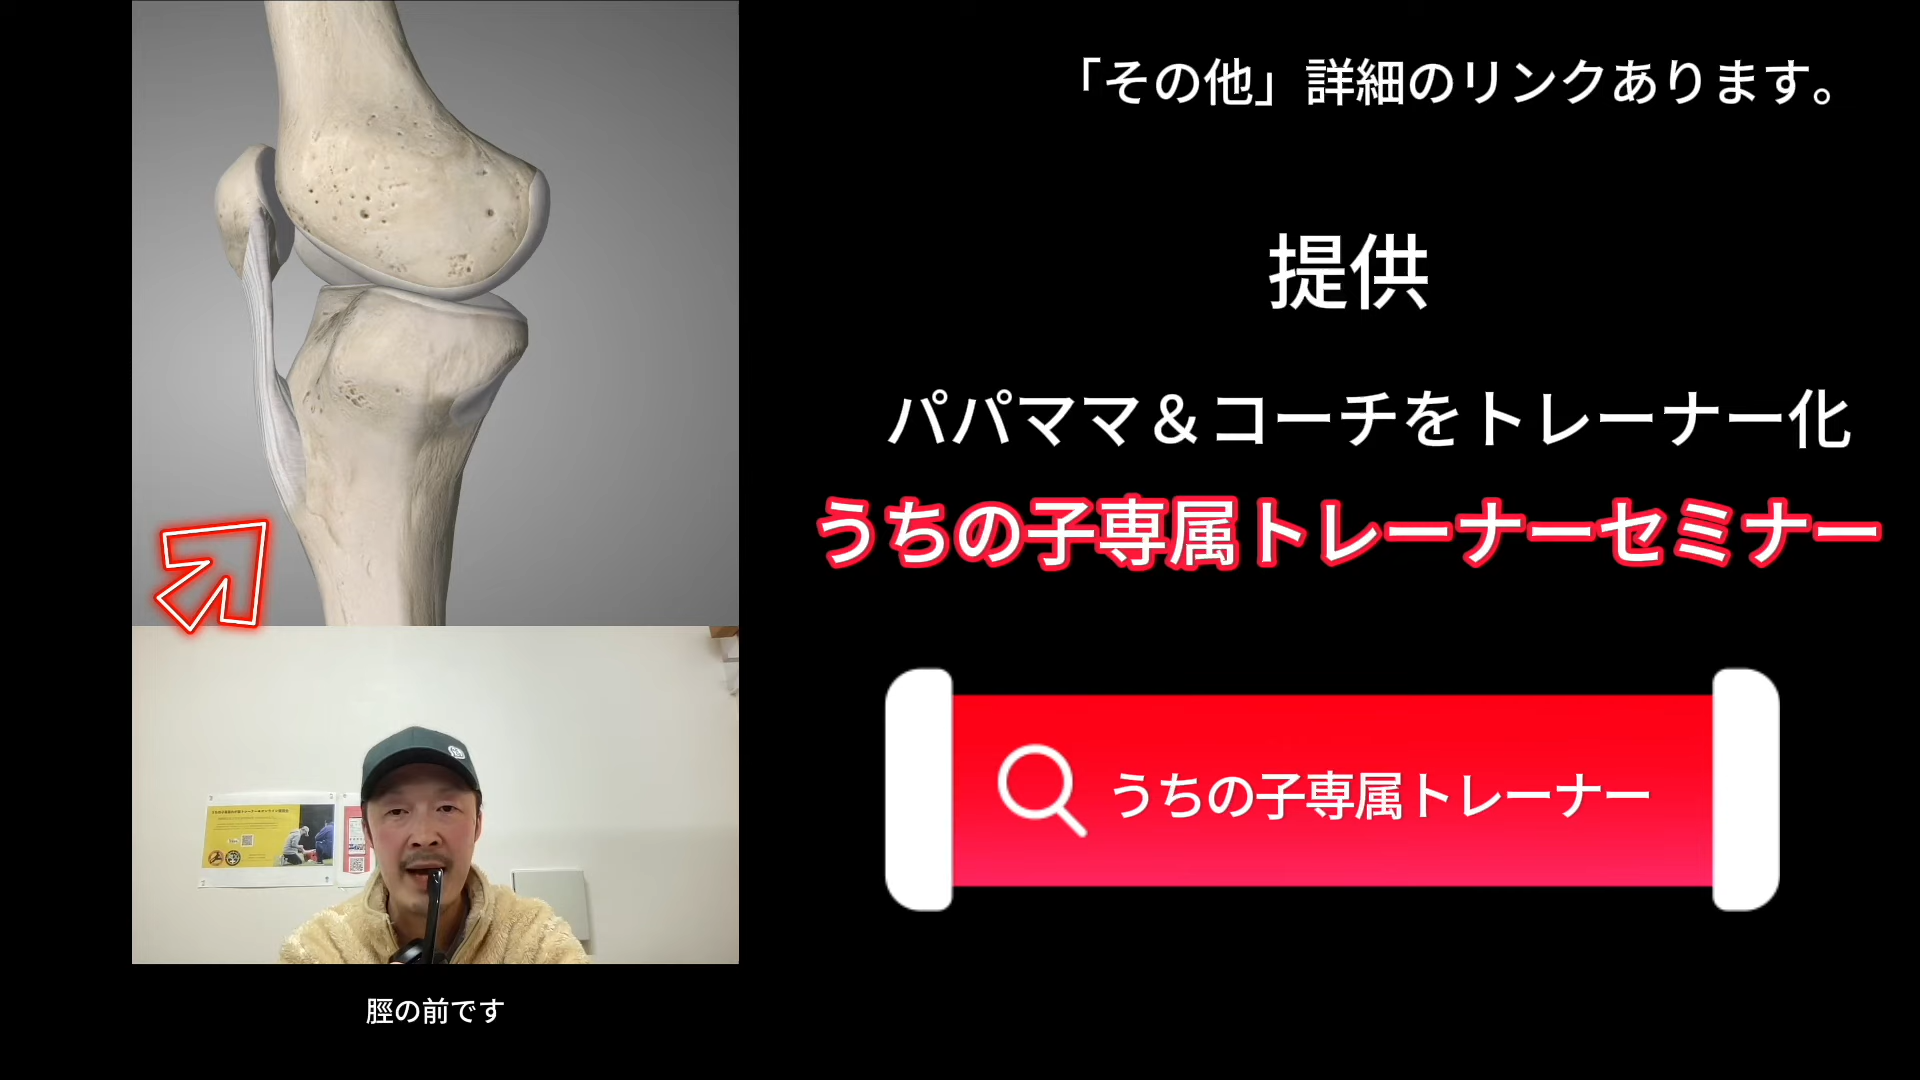 「その他」詳細のリンクあります。
提供
パパママ＆コーチをトレーナー化
うちの子専属トレーナーセミナー
うちの子専属トレーナー
脛の前です